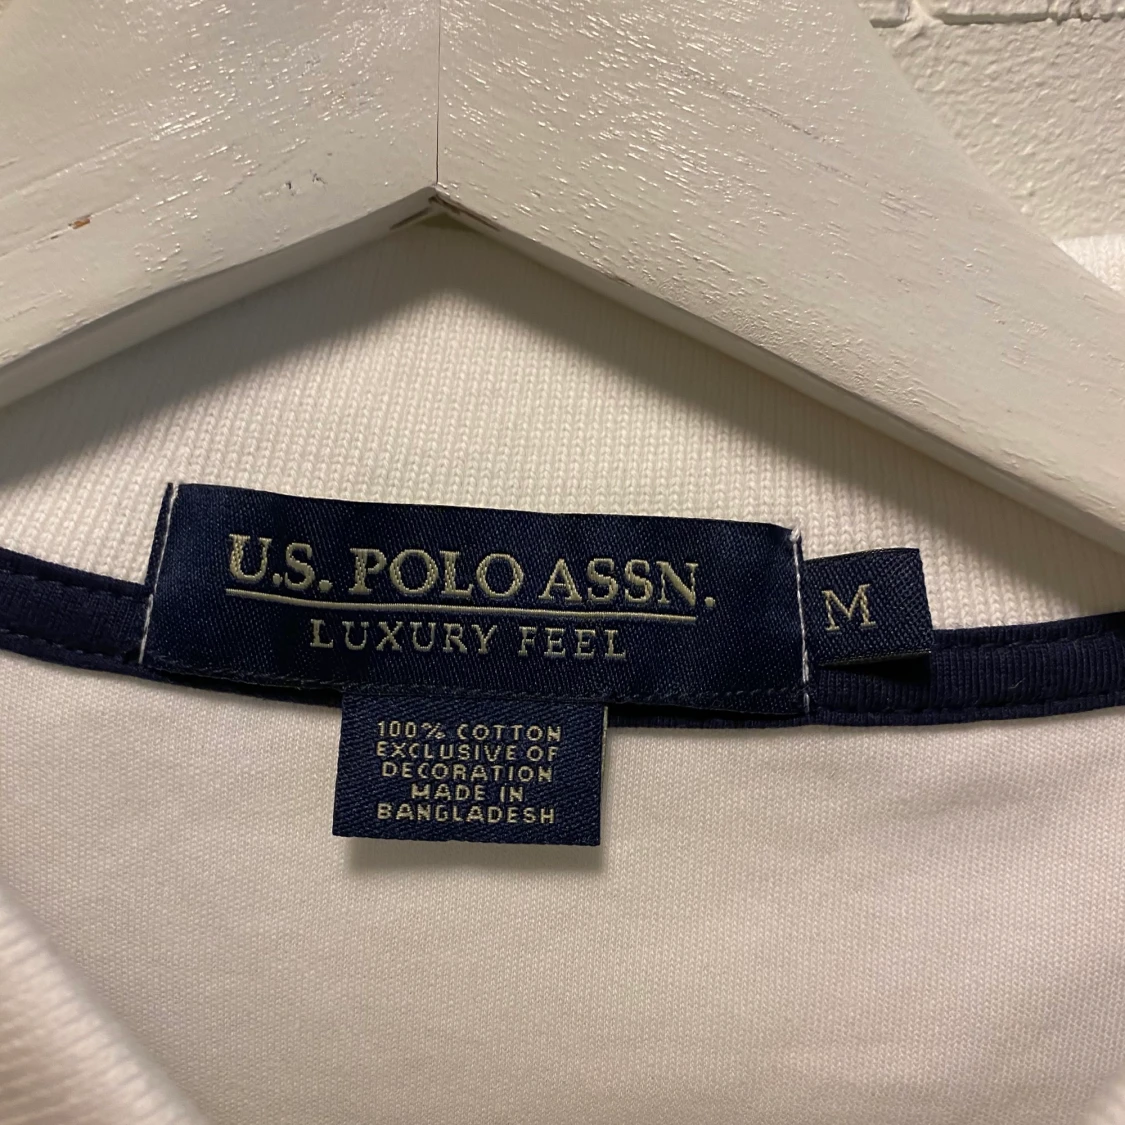 U.S. POLO ASSN.
LUXURY FEEL
M
100% COTTON
EXCLUSIVE OF
DECORATION
MADE IN
BANGLADESH